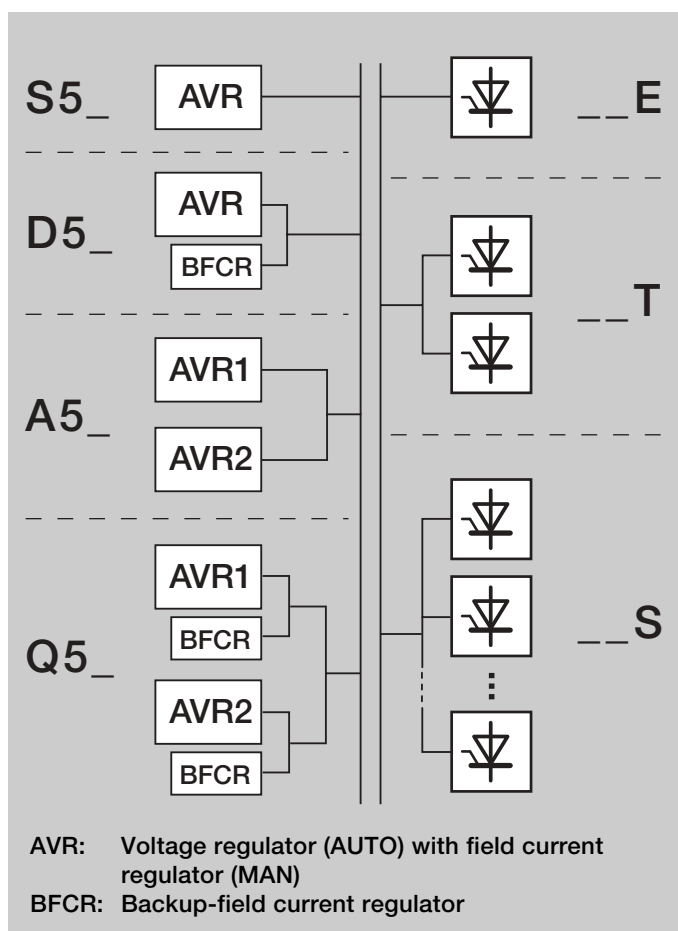 S5_
AVR
__E
D5_
AVR
BFCR
__T
A5_
AVR1
AVR2
Q5_
AVR1
BFCR
AVR2
BFCR
__S
AVR: Voltage regulator (AUTO) with field current
regulator (MAN)
BFCR: Backup-field current regulator